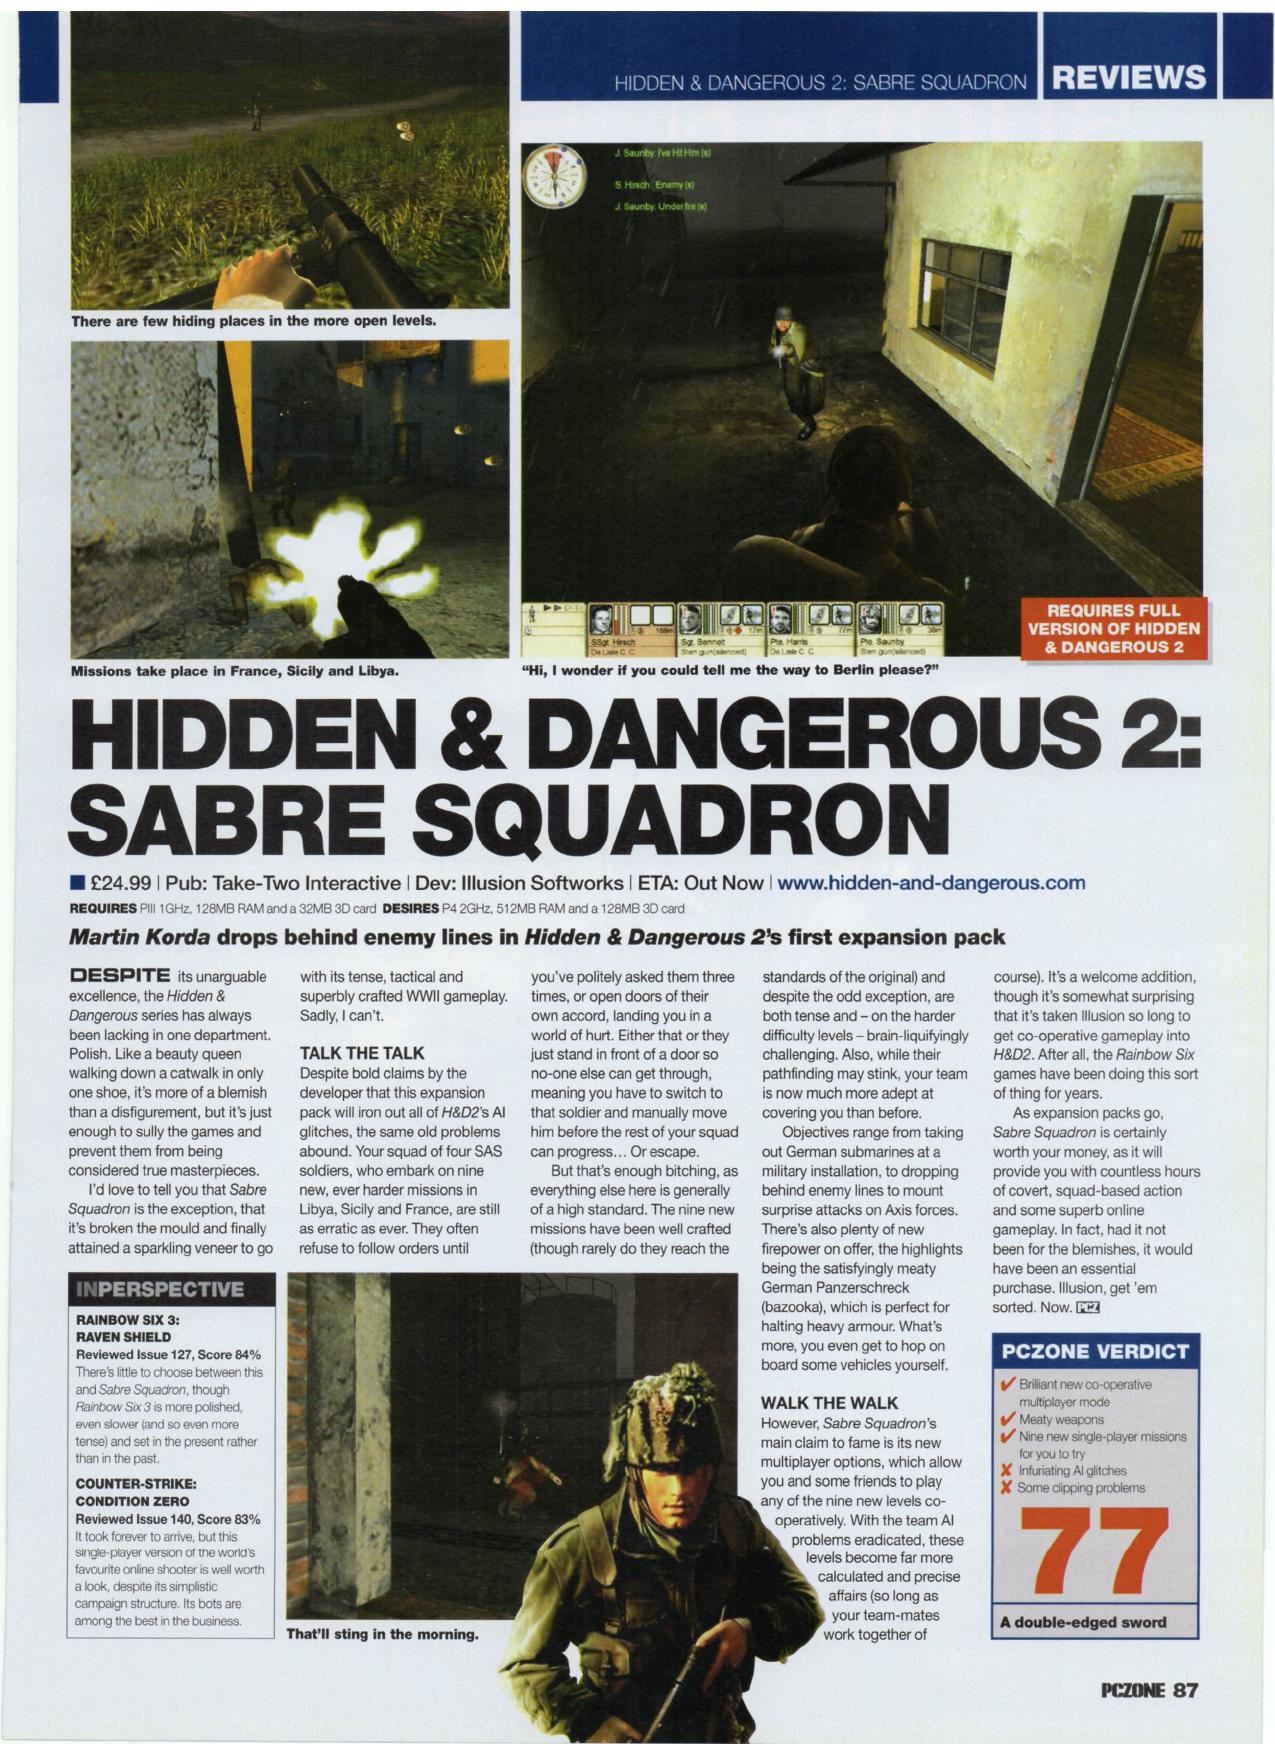 HIDDEN & DANGEROUS 2: SABRE SQUADRON
REVIEWS
There are few hiding places in the more open levels.
Missions take place in France, Sicily and Libya.
J. Saunby: I've Hit Him (s)
S. Hirsch: Enemy (s)
J. Saunby: Under fire (s)
SSgt. Hirsch
168m
De Lisle C. C.
Sgt. Bennett
17m
Sten gun(silenced)
Pte. Harris
77m
De Lisle C. C.
Pte. Saunby
38m
Sten gun(silenced)
REQUIRES FULL
VERSION OF HIDDEN
& DANGEROUS 2
“Hi, I wonder if you could tell me the way to Berlin please?”
HIDDEN & DANGEROUS 2:
SABRE SQUADRON
£24.99 | Pub: Take-Two Interactive | Dev: Illusion Softworks | ETA: Out Now | www.hidden-and-dangerous.com
REQUIRES PIII 1GHz, 128MB RAM and a 32MB 3D card DESIRES P4 2GHz, 512MB RAM and a 128MB 3D card
Martin Korda drops behind enemy lines in Hidden & Dangerous 2's first expansion pack
DESPITE its unarguable
excellence, the Hidden &
Dangerous series has always
been lacking in one department.
Polish. Like a beauty queen
walking down a catwalk in only
one shoe, it's more of a blemish
than a disfigurement, but it's just
enough to sully the games and
prevent them from being
considered true masterpieces.
I'd love to tell you that Sabre
Squadron is the exception, that
it's broken the mould and finally
attained a sparkling veneer to go
with its tense, tactical and
superbly crafted WWII gameplay.
Sadly, I can't.
TALK THE TALK
Despite bold claims by the
developer that this expansion
pack will iron out all of H&D2's AI
glitches, the same old problems
abound. Your squad of four SAS
soldiers, who embark on nine
new, ever harder missions in
Libya, Sicily and France, are still
as erratic as ever. They often
refuse to follow orders until
you've politely asked them three
times, or open doors of their
own accord, landing you in a
world of hurt. Either that or they
just stand in front of a door so
no-one else can get through,
meaning you have to switch to
that soldier and manually move
him before the rest of your squad
can progress... Or escape.
But that's enough bitching, as
everything else here is generally
of a high standard. The nine new
missions have been well crafted
(though rarely do they reach the
standards of the original) and
despite the odd exception, are
both tense and – on the harder
difficulty levels – brain-liquifyingly
challenging. Also, while their
pathfinding may stink, your team
is now much more adept at
covering you than before.
Objectives range from taking
out German submarines at a
military installation, to dropping
behind enemy lines to mount
surprise attacks on Axis forces.
There's also plenty of new
firepower on offer, the highlights
being the satisfyingly meaty
German Panzerschreck
(bazooka), which is perfect for
halting heavy armour. What's
more, you even get to hop on
board some vehicles yourself.
WALK THE WALK
However, Sabre Squadron's
main claim to fame is its new
multiplayer options, which allow
you and some friends to play
any of the nine new levels co-
operatively. With the team AI
problems eradicated, these
levels become far more
calculated and precise
affairs (so long as
your team-mates
work together of
course). It's a welcome addition,
though it's somewhat surprising
that it's taken Illusion so long to
get co-operative gameplay into
H&D2. After all, the Rainbow Six
games have been doing this sort
of thing for years.
As expansion packs go,
Sabre Squadron is certainly
worth your money, as it will
provide you with countless hours
of covert, squad-based action
and some superb online
gameplay. In fact, had it not
been for the blemishes, it would
have been an essential
purchase. Illusion, get 'em
sorted. Now. PCZ
INPERSPECTIVE
RAINBOW SIX 3:
RAVEN SHIELD
Reviewed Issue 127, Score 84%
There's little to choose between this
and Sabre Squadron, though
Rainbow Six 3 is more polished,
even slower (and so even more
tense) and set in the present rather
than in the past.
COUNTER-STRIKE:
CONDITION ZERO
Reviewed Issue 140, Score 83%
It took forever to arrive, but this
single-player version of the world's
favourite online shooter is well worth
a look, despite its simplistic
campaign structure. Its bots are
among the best in the business.
That'll sting in the morning.
PCZONE VERDICT
Brilliant new co-operative
multiplayer mode
Meaty weapons
Nine new single-player missions
for you to try
Infuriating AI glitches
Some clipping problems
77
A double-edged sword
PCZONE 87